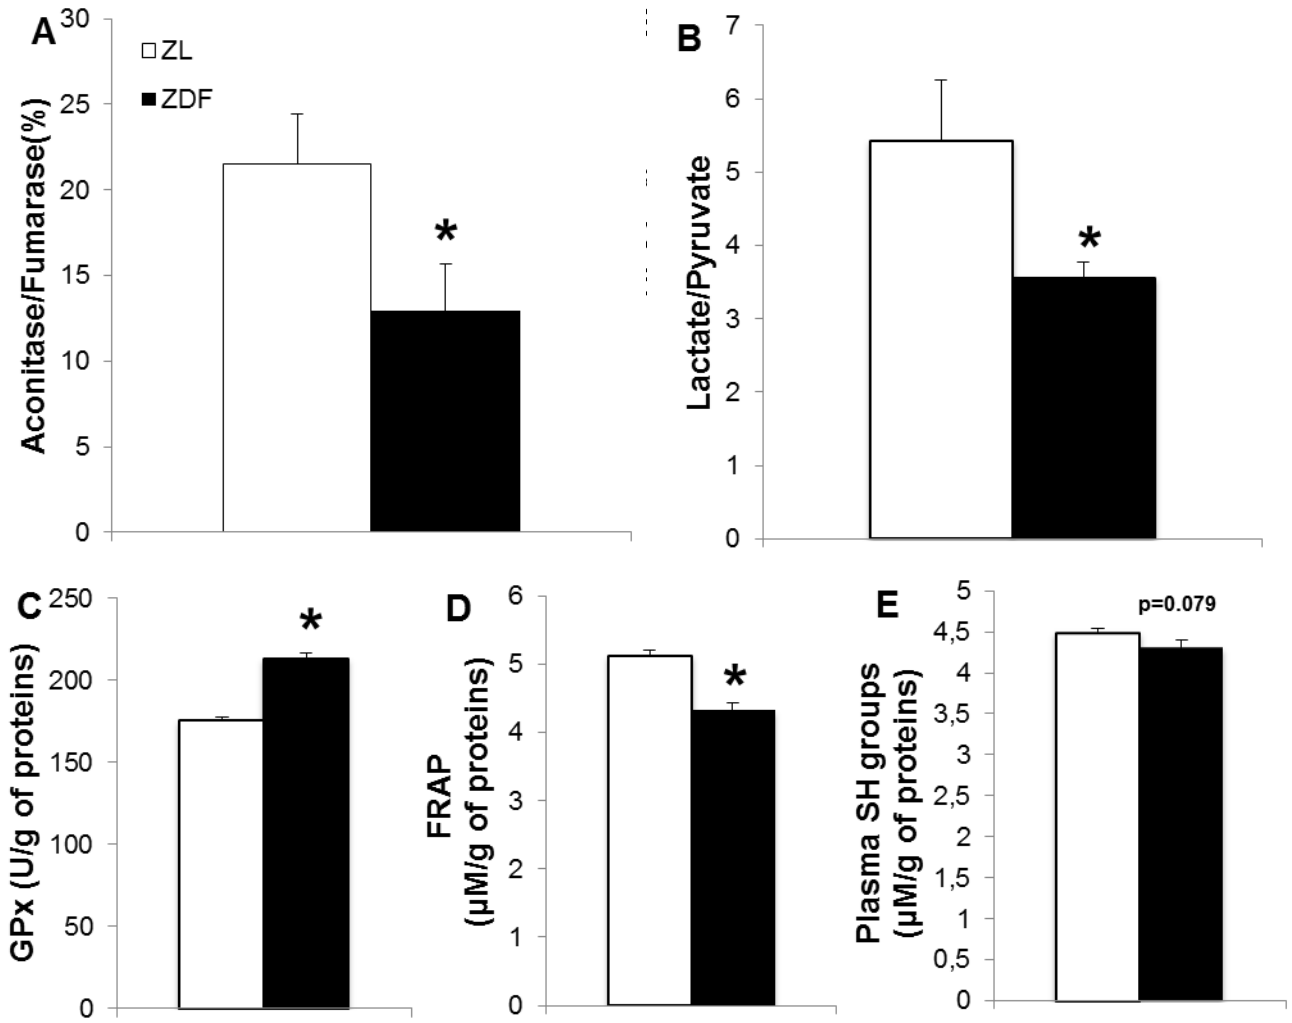 A
Aconitase/Fumarase(%)
30
25
20
15
10
5
0
ZL
ZDF
*
B
Lactate/Pyruvate
7
6
5
4
3
2
1
0
*
C
GPx (U/g of proteins)
250
200
150
100
50
0
*
D
FRAP
(µM/g of proteins)
6
5
4
3
2
1
0
*
E
Plasma SH groups
(µM/g of proteins)
5
4,5
4
3,5
3
2,5
2
1,5
1
0,5
0
p=0.079